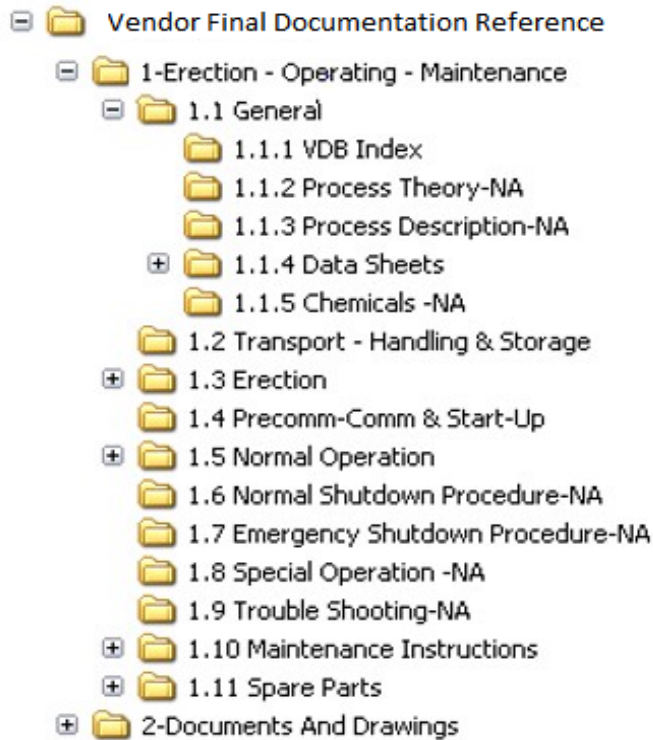 Vendor Final Documentation Reference
1-Erection - Operating - Maintenance
1.1 General
1.1.1 VDB Index
1.1.2 Process Theory-NA
1.1.3 Process Description-NA
1.1.4 Data Sheets
1.1.5 Chemicals -NA
1.2 Transport - Handling & Storage
1.3 Erection
1.4 Precomm-Comm & Start-Up
1.5 Normal Operation
1.6 Normal Shutdown Procedure-NA
1.7 Emergency Shutdown Procedure-NA
1.8 Special Operation -NA
1.9 Trouble Shooting-NA
1.10 Maintenance Instructions
1.11 Spare Parts
2-Documents And Drawings